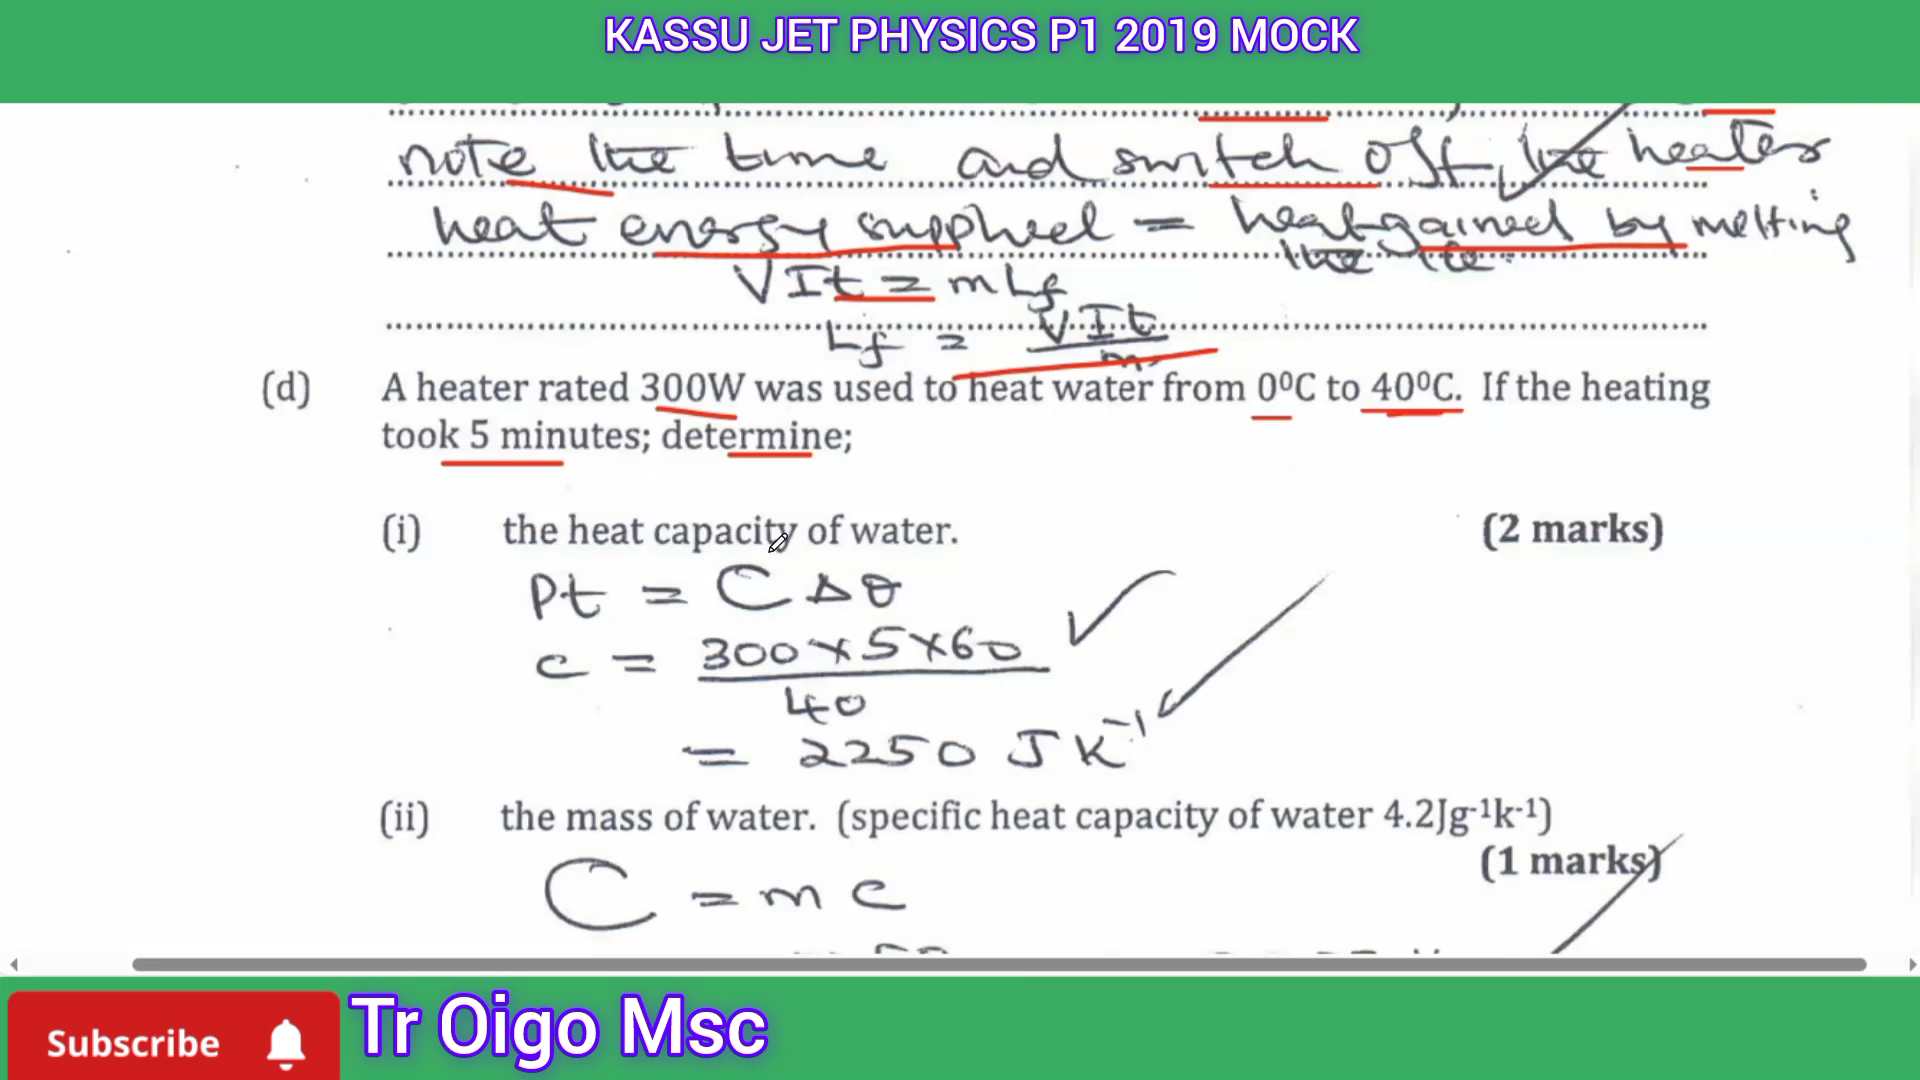 KASSU JET PHYSICS P1 2019 MOCK
note the time and switch off, the heater
heat energy supplied = heat gained by melting
the ice.
VIt = mLf
Lf = VIt
m
(d) A heater rated 300W was used to heat water from 0⁰C to 40⁰C. If the heating
took 5 minutes; determine;
(i) the heat capacity of water. (2 marks)
Pt = C Δθ
c = 300 × 5 × 60
40
= 2250 J K⁻¹
(ii) the mass of water. (specific heat capacity of water 4.2Jg⁻¹k⁻¹)
(1 marks)
C = m c
Subscribe
Tr Oigo Msc